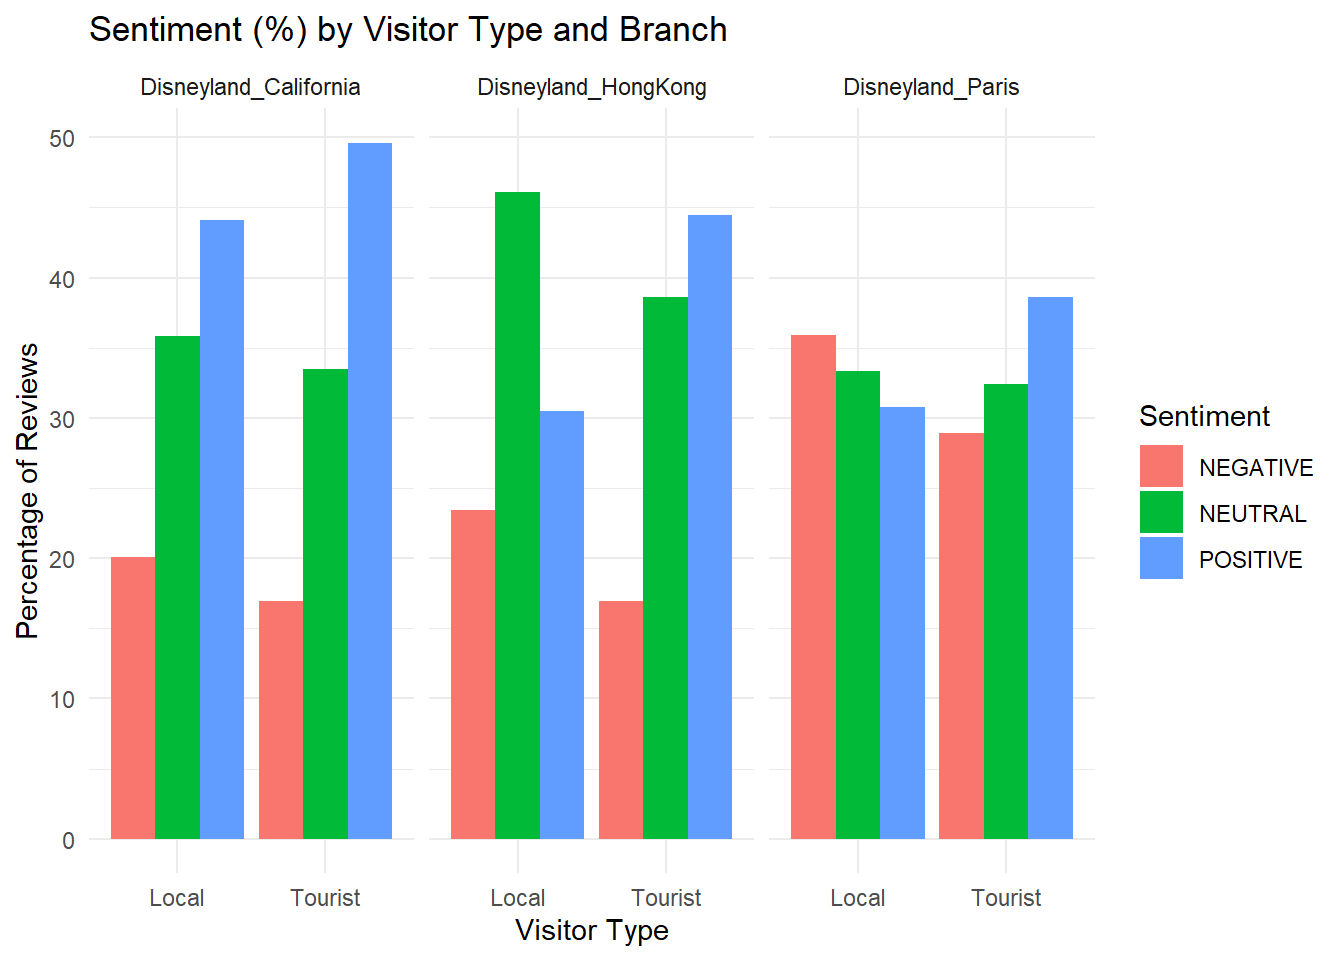 Sentiment (%) by Visitor Type and Branch
Disneyland_California
Disneyland_HongKong
Disneyland_Paris
Percentage of Reviews
50
40
30
20
10
0
Local
Tourist
Local
Tourist
Local
Tourist
Visitor Type
Sentiment
NEGATIVE
NEUTRAL
POSITIVE